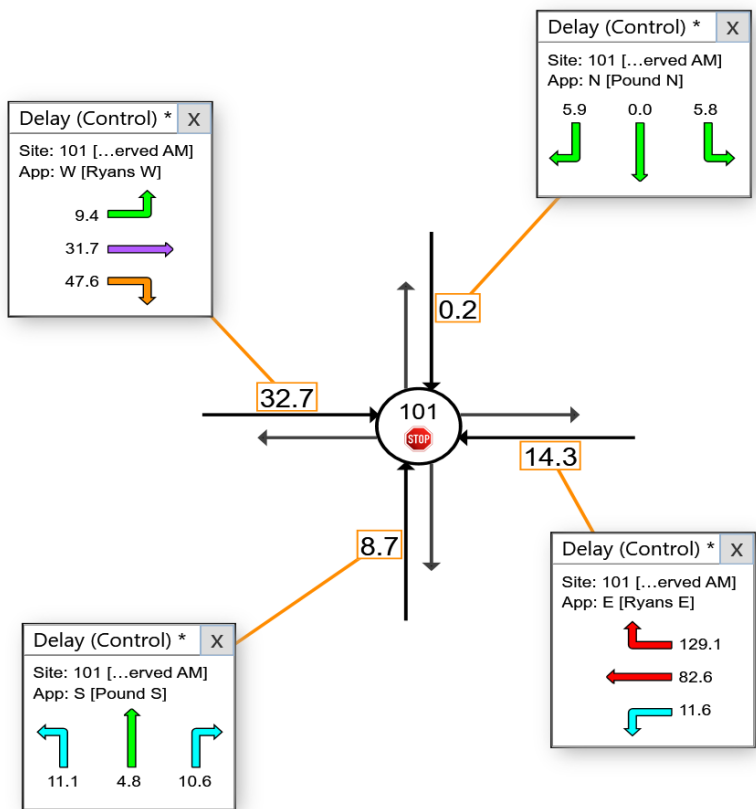 Delay (Control) * X
Site: 101 [...erved AM]
App: N [Pound N]
5.9 0.0 5.8
Delay (Control) * X
Site: 101 [...erved AM]
App: W [Ryans W]
9.4
31.7
47.6
0.2
32.7
101
STOP
14.3
8.7
Delay (Control) * X
Site: 101 [...erved AM]
App: E [Ryans E]
129.1
82.6
11.6
Delay (Control) * X
Site: 101 [...erved AM]
App: S [Pound S]
11.1 4.8 10.6